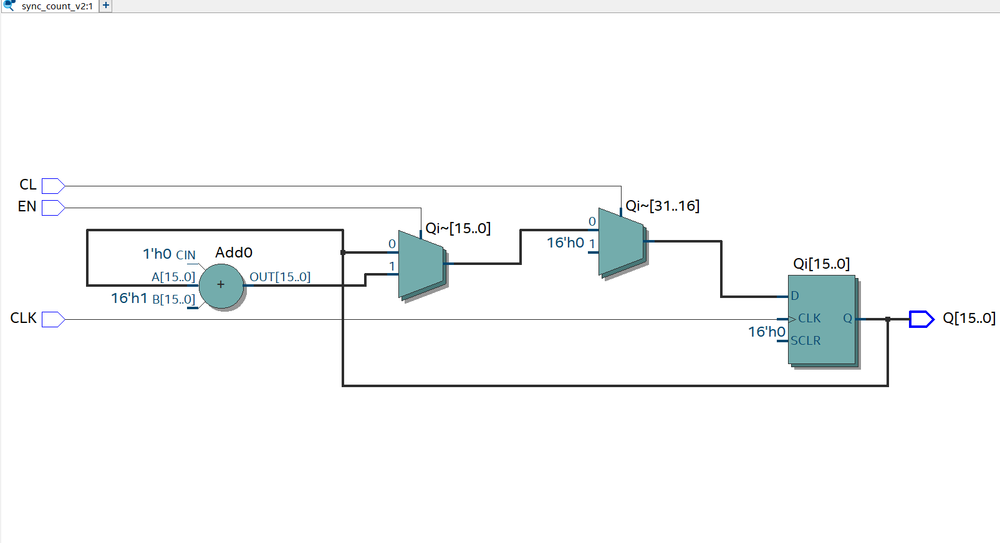 sync_count_v2:1 +
CL
EN
Qi~[31..16]
0
16'h0 1
Qi~[15..0]
0
1
Add0
1'h0 CIN
A[15..0]
+
OUT[15..0]
16'h1 B[15..0]
CLK
Qi[15..0]
D
CLK
Q
16'h0
SCLR
Q[15..0]